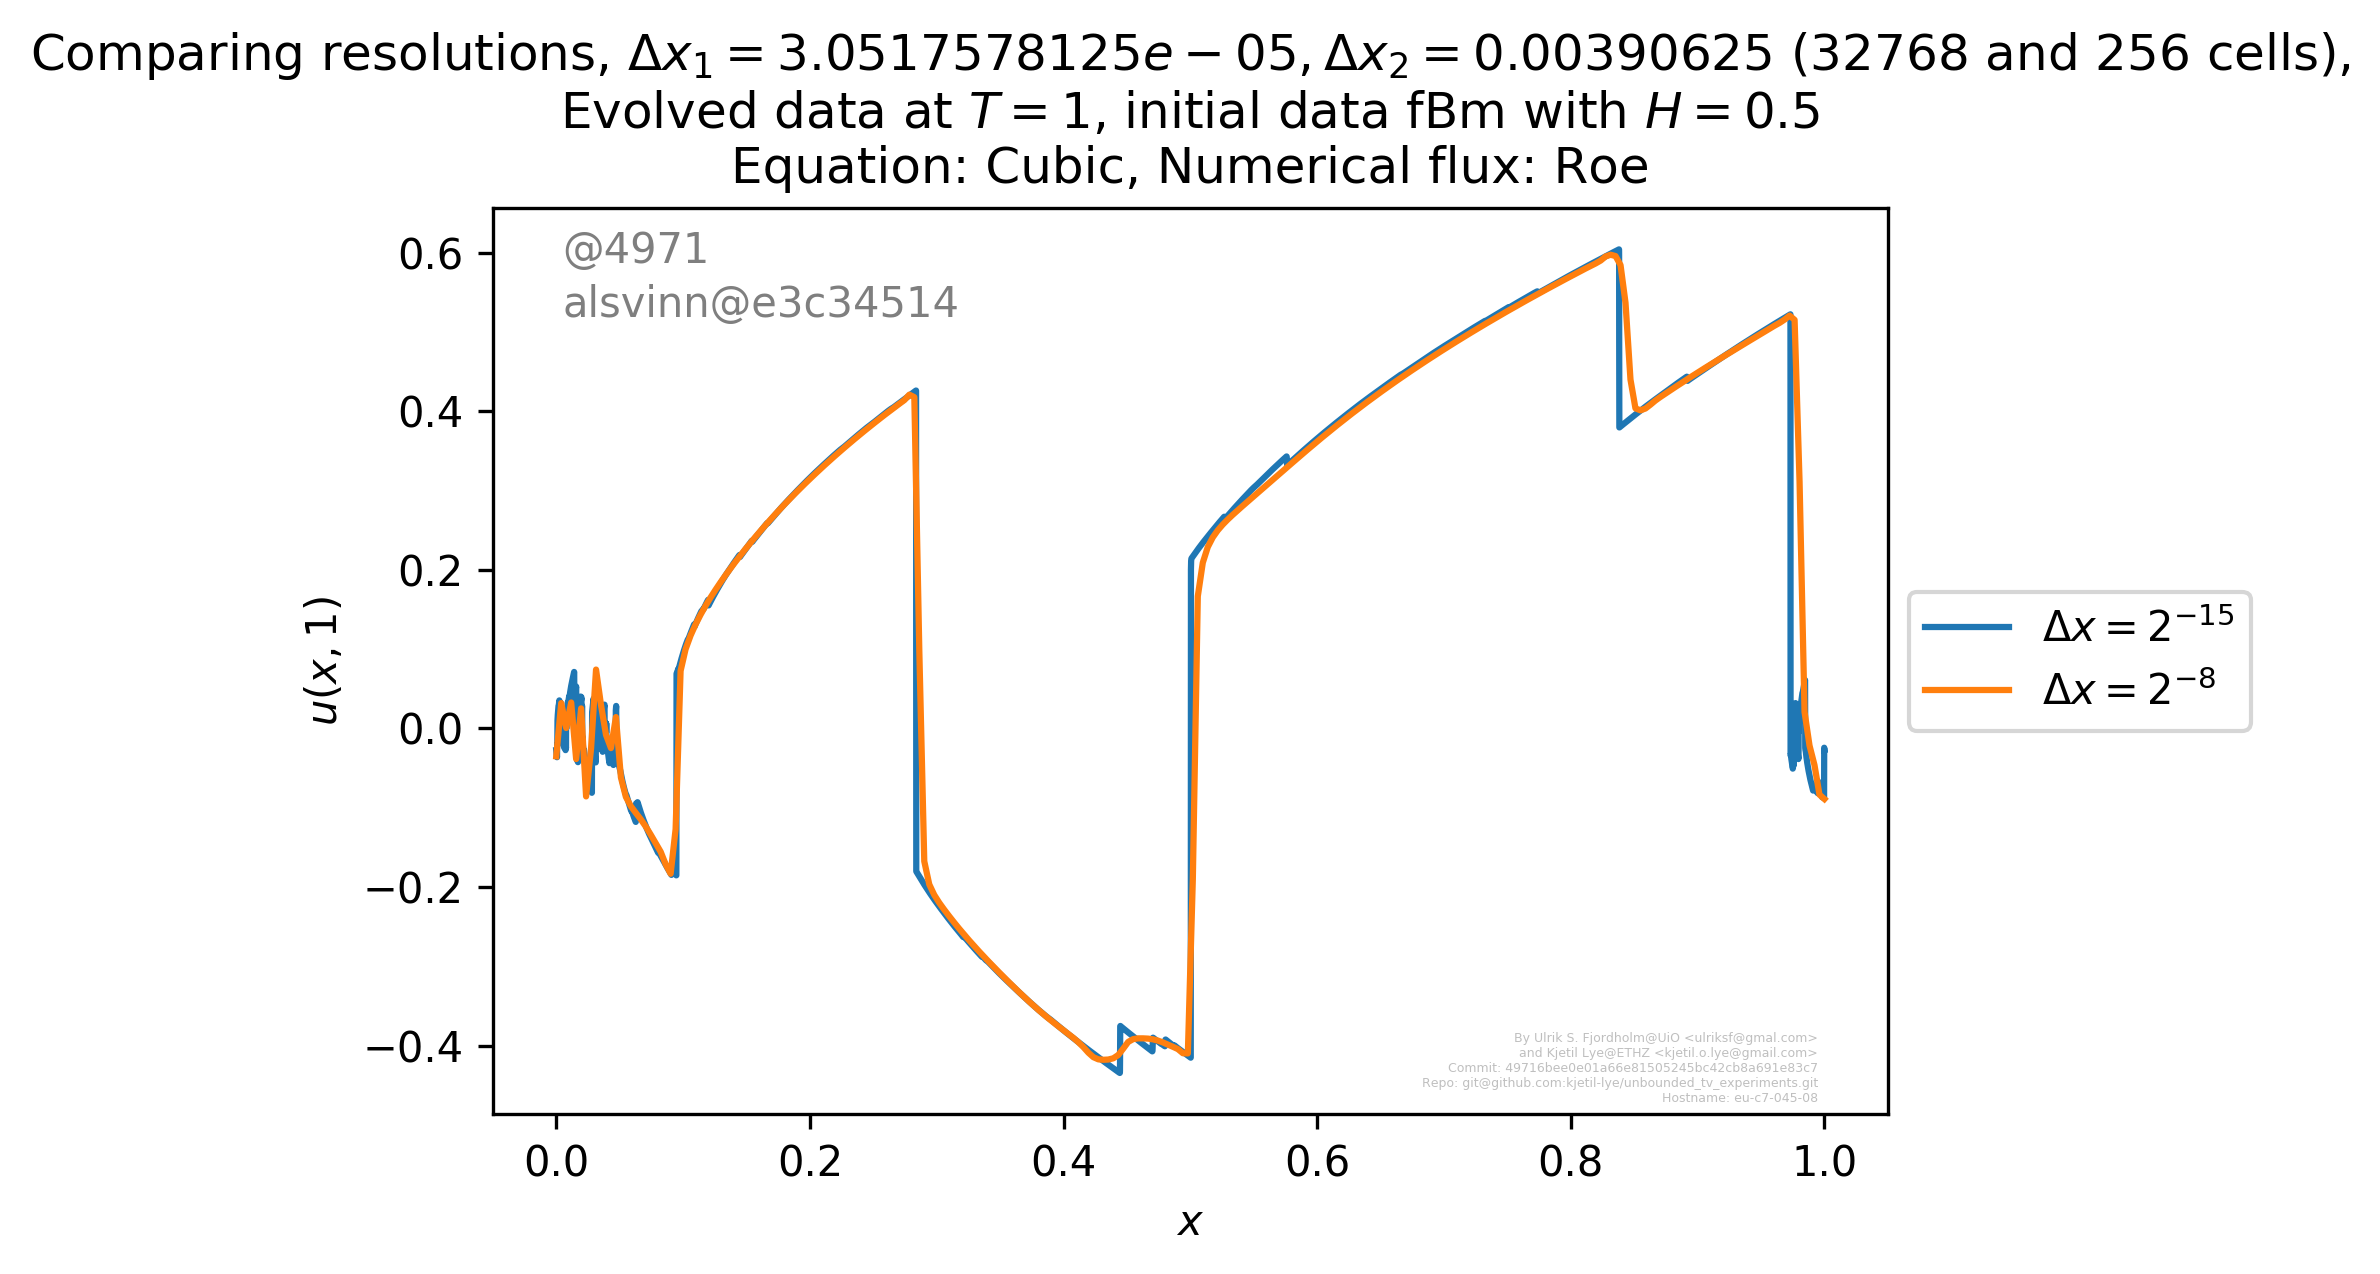 Comparing resolutions, Δx₁ = 3.0517578125e − 05, Δx₂ = 0.00390625 (32768 and 256 cells),
Evolved data at T = 1, initial data fBm with H = 0.5
Equation: Cubic, Numerical flux: Roe
@4971
alsvinn@e3c34514
0.6
0.4
0.2
0.0
−0.2
−0.4
u(x, 1)
0.0 0.2 0.4 0.6 0.8 1.0
x
Δx = 2⁻¹⁵
Δx = 2⁻⁸
By Ulrik S. Fjordholm@UiO <ulriksf@gmal.com>
and Kjetil Lye@ETHZ <kjetil.o.lye@gmail.com>
Commit: 49716bee0e01a66e81505245bc42cb8a691e83c7
Repo: git@github.com:kjetil-lye/unbounded_tv_experiments.git
Hostname: eu-c7-045-08